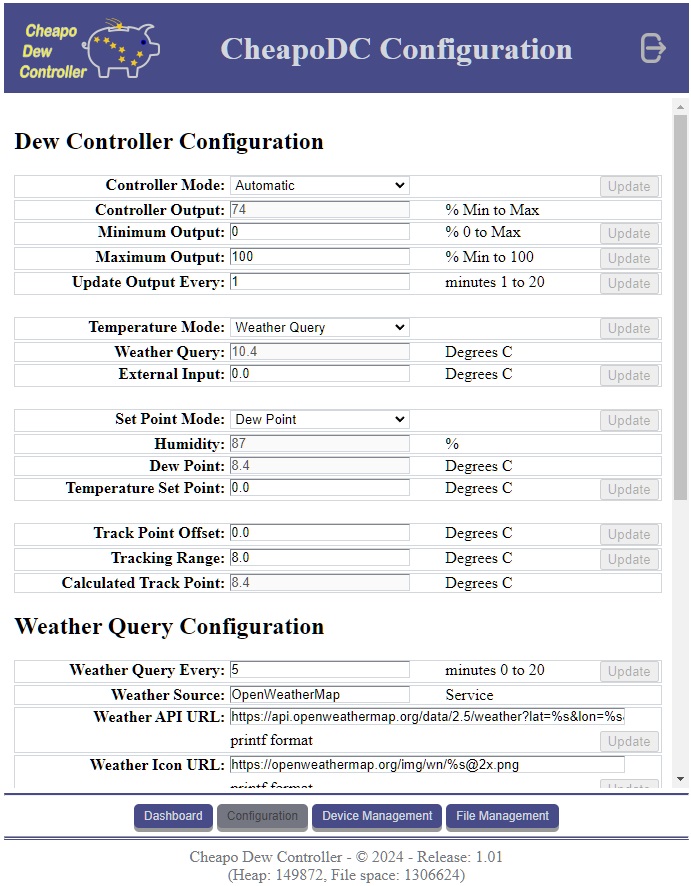 Cheapo
Dew
Controller
CheapoDC Configuration
Dew Controller Configuration
Controller Mode: Automatic Update
Controller Output: 74 % Min to Max
Minimum Output: 0 % 0 to Max Update
Maximum Output: 100 % Min to 100 Update
Update Output Every: 1 minutes 1 to 20 Update
Temperature Mode: Weather Query Update
Weather Query: 10.4 Degrees C
External Input: 0.0 Degrees C Update
Set Point Mode: Dew Point Update
Humidity: 87 %
Dew Point: 8.4 Degrees C
Temperature Set Point: 0.0 Degrees C Update
Track Point Offset: 0.0 Degrees C Update
Tracking Range: 8.0 Degrees C Update
Calculated Track Point: 8.4 Degrees C
Weather Query Configuration
Weather Query Every: 5 minutes 0 to 20 Update
Weather Source: OpenWeatherMap Service
Weather API URL: https://api.openweathermap.org/data/2.5/weather?lat=%s&lon=%s&
printf format Update
Weather Icon URL: https://openweathermap.org/img/wn/%s@2x.png
printf format Update
Dashboard Configuration Device Management File Management
Cheapo Dew Controller - © 2024 - Release: 1.01
(Heap: 149872, File space: 1306624)